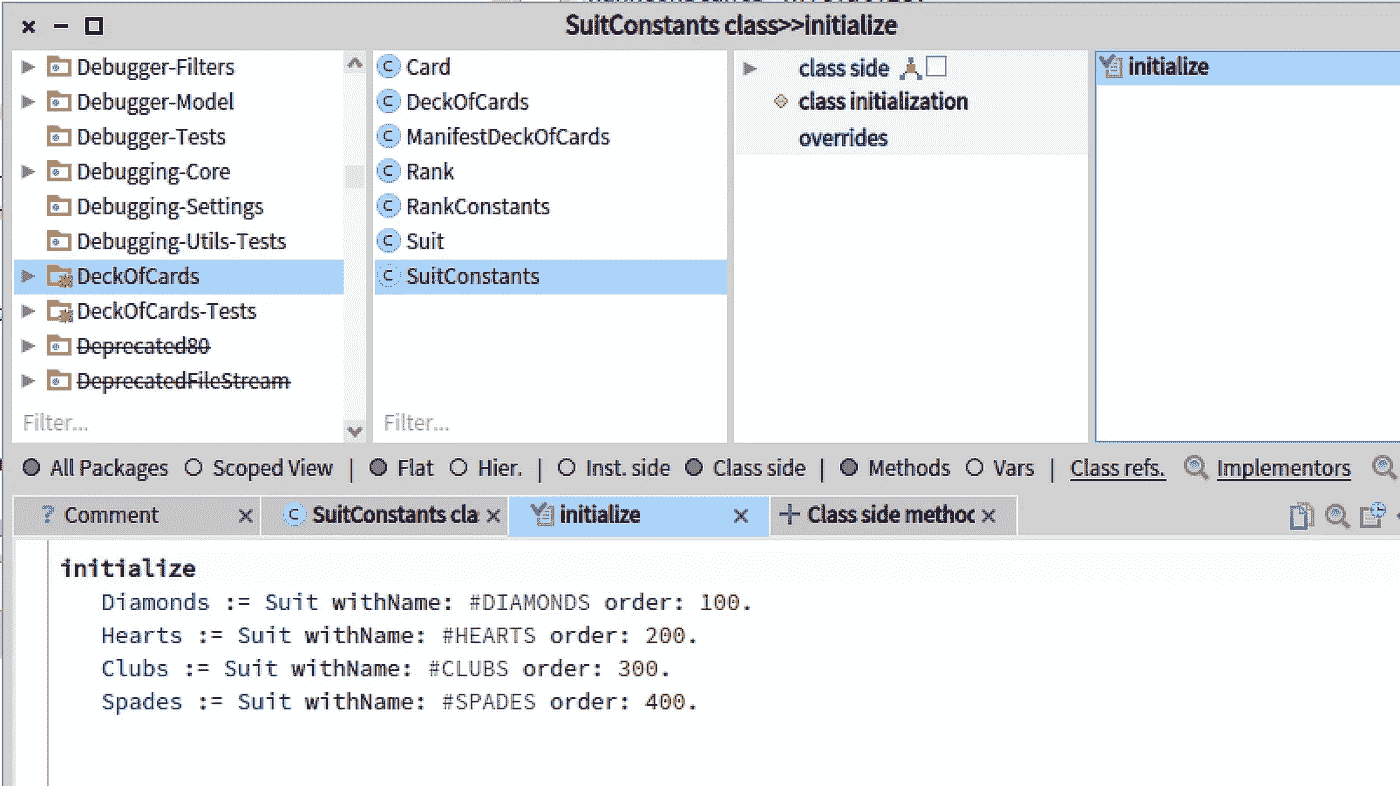 SuitConstants class>>initialize
Debugger-Filters
Debugger-Model
Debugger-Tests
Debugging-Core
Debugging-Settings
Debugging-Utils-Tests
DeckOfCards
DeckOfCards-Tests
Deprecated80
DeprecatedFileStream
Filter...
C Card
C DeckOfCards
C ManifestDeckOfCards
C Rank
C RankConstants
C Suit
C SuitConstants
Filter...
class side
class initialization
overrides
initialize
All Packages Scoped View | Flat Hier. | Inst. side Class side | Methods Vars | Class refs. Implementors
? Comment C SuitConstants cla initialize Class side methoc
initialize
Diamonds := Suit withName: #DIAMONDS order: 100.
Hearts := Suit withName: #HEARTS order: 200.
Clubs := Suit withName: #CLUBS order: 300.
Spades := Suit withName: #SPADES order: 400.